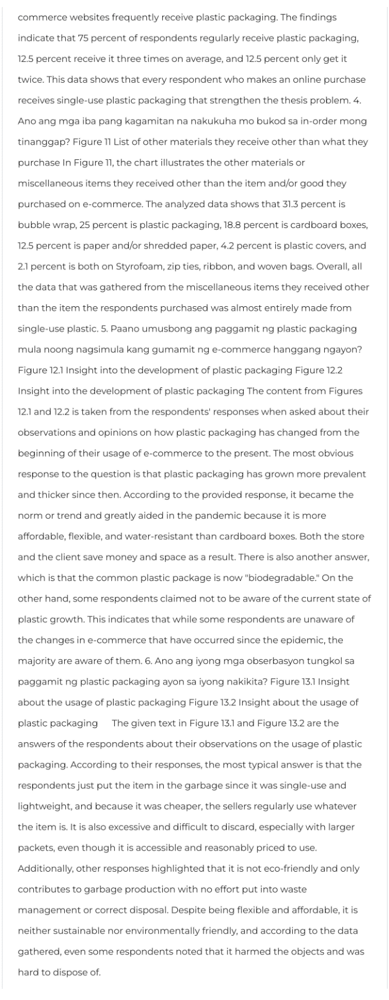 commerce websites frequently receive plastic packaging. The findings
indicate that 75 percent of respondents regularly receive plastic packaging,
12.5 percent receive it three times on average, and 12.5 percent only get it
twice. This data shows that every respondent who makes an online purchase
receives single-use plastic packaging that strengthen the thesis problem. 4.
Ano ang mga iba pang kagamitan na nakukuha mo bukod sa in-order mong
tinanggap? Figure 11 List of other materials they receive other than what they
purchase In Figure 11, the chart illustrates the other materials or
miscellaneous items they received other than the item and/or good they
purchased on e-commerce. The analyzed data shows that 31.3 percent is
bubble wrap, 25 percent is plastic packaging, 18.8 percent is cardboard boxes,
12.5 percent is paper and/or shredded paper, 4.2 percent is plastic covers, and
2.1 percent is both on Styrofoam, zip ties, ribbon, and woven bags. Overall, all
the data that was gathered from the miscellaneous items they received other
than the item the respondents purchased was almost entirely made from
single-use plastic. 5. Paano umusbong ang paggamit ng plastic packaging
mula noong nagsimula kang gumamit ng e-commerce hanggang ngayon?
Figure 12.1 Insight into the development of plastic packaging Figure 12.2
Insight into the development of plastic packaging The content from Figures
12.1 and 12.2 is taken from the respondents' responses when asked about their
observations and opinions on how plastic packaging has changed from the
beginning of their usage of e-commerce to the present. The most obvious
response to the question is that plastic packaging has grown more prevalent
and thicker since then. According to the provided response, it became the
norm or trend and greatly aided in the pandemic because it is more
affordable, flexible, and water-resistant than cardboard boxes. Both the store
and the client save money and space as a result. There is also another answer,
which is that the common plastic package is now "biodegradable." On the
other hand, some respondents claimed not to be aware of the current state of
plastic growth. This indicates that while some respondents are unaware of
the changes in e-commerce that have occurred since the epidemic, the
majority are aware of them. 6. Ano ang iyong mga obserbasyon tungkol sa
paggamit ng plastic packaging ayon sa iyong nakikita? Figure 13.1 Insight
about the usage of plastic packaging Figure 13.2 Insight about the usage of
plastic packaging The given text in Figure 13.1 and Figure 13.2 are the
answers of the respondents about their observations on the usage of plastic
packaging. According to their responses, the most typical answer is that the
respondents just put the item in the garbage since it was single-use and
lightweight, and because it was cheaper, the sellers regularly use whatever
the item is. It is also excessive and difficult to discard, especially with larger
packets, even though it is accessible and reasonably priced to use.
Additionally, other responses highlighted that it is not eco-friendly and only
contributes to garbage production with no effort put into waste
management or correct disposal. Despite being flexible and affordable, it is
neither sustainable nor environmentally friendly, and according to the data
gathered, even some respondents noted that it harmed the objects and was
hard to dispose of.